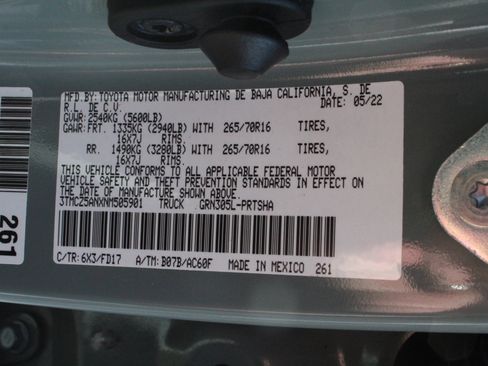 MFD.BY: TOYOTA MOTOR MANUFACTURING DE BAJA CALIFORNIA, S. DE
R.L. DE C.V. DATE: 05/22
GVWR: 2540KG (5600LB)
GAWR: FRT. 1335KG (2940LB) WITH 265/70R16 TIRES,
16X7J RIMS.
RR. 1490KG (3280LB) WITH 265/70R16 TIRES,
16X7J RIMS.
THIS VEHICLE CONFORMS TO ALL APPLICABLE FEDERAL MOTOR
VEHICLE SAFETY AND THEFT PREVENTION STANDARDS IN EFFECT ON
THE DATE OF MANUFACTURE SHOWN ABOVE
3TMCZ5ANXNM505901 TRUCK GRN305L-PRTSHA
C/TR: 6X3/FD17 A/TM: B07B/AC60F MADE IN MEXICO 261
261